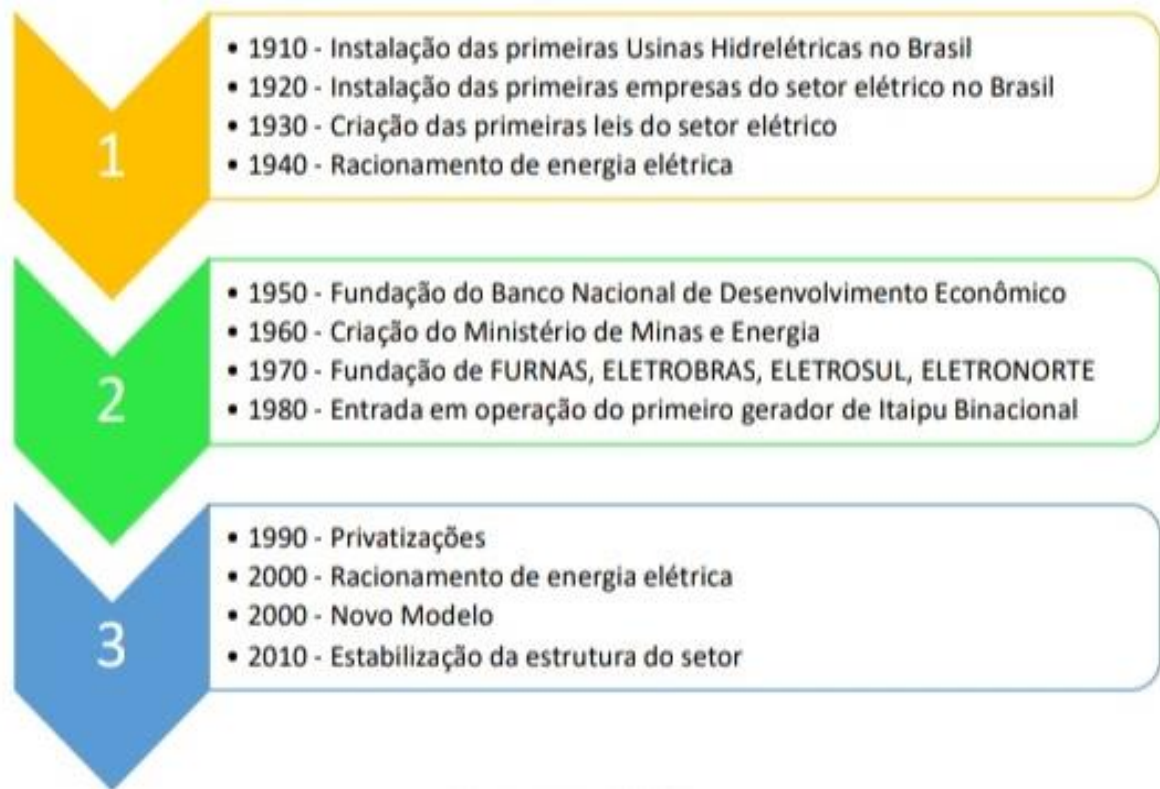 1
• 1910 - Instalação das primeiras Usinas Hidrelétricas no Brasil
• 1920 - Instalação das primeiras empresas do setor elétrico no Brasil
• 1930 - Criação das primeiras leis do setor elétrico
• 1940 - Racionamento de energia elétrica
2
• 1950 - Fundação do Banco Nacional de Desenvolvimento Econômico
• 1960 - Criação do Ministério de Minas e Energia
• 1970 - Fundação de FURNAS, ELETROBRAS, ELETROSUL, ELETRONORTE
• 1980 - Entrada em operação do primeiro gerador de Itaipu Binacional
3
• 1990 - Privatizações
• 2000 - Racionamento de energia elétrica
• 2000 - Novo Modelo
• 2010 - Estabilização da estrutura do setor